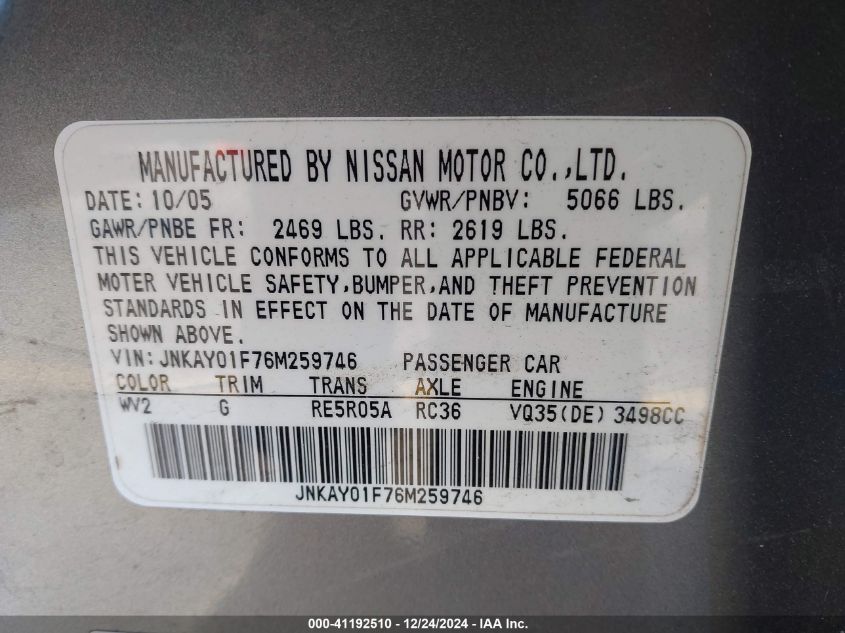 MANUFACTURED BY NISSAN MOTOR CO.,LTD.
DATE: 10/05 GVWR/PNBV: 5066 LBS.
GAWR/PNBE FR: 2469 LBS. RR: 2619 LBS.
THIS VEHICLE CONFORMS TO ALL APPLICABLE FEDERAL
MOTER VEHICLE SAFETY,BUMPER,AND THEFT PREVENTION
STANDARDS IN EFFECT ON THE DATE OF MANUFACTURE
SHOWN ABOVE.
VIN: JNKAY01F76M259746 PASSENGER CAR
COLOR TRIM TRANS AXLE ENGINE
WV2 G RE5R05A RC36 VQ35(DE) 3498CC
JNKAY01F76M259746
000-41192510 - 12/24/2024 - IAA Inc.